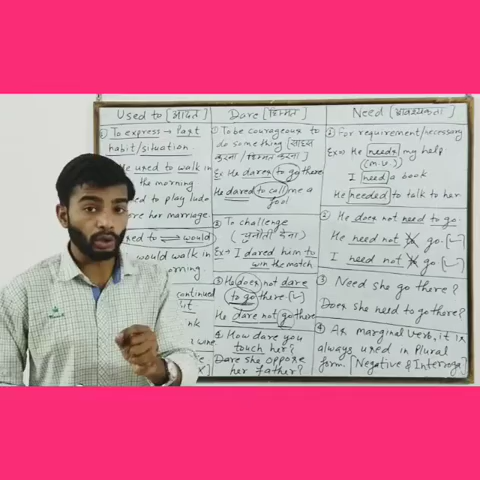 Used to [आदत]
① To express → Past
habit/situation
He used to walk in
the morning
to play ludo
her marriage.
used to ⇌ would
would walk in
continued
Dare [हिम्मत]
① To be courageous to
do something [साहस
करना / हिम्मत करना]
Ex: He dares to go there
He dared to call me a
fool
② To challenge
(चुनौती देना)
Ex: I dared him to
win the match
③ He does not dare
to go there
He dare not go there
4. How dare you
touch her?
Dare she oppose
her father?
Need [आवश्यकता]
① For requirement/necessary
Ex: He needs my help
(M.V.)
I need a book
He needed to talk to her
② He does not need to go.
He need not go.
I need not go.
③ Need she go there?
Does she need to go there?
④ As marginal verb, it is
always used in Plural
form. [Negative & Interroga]